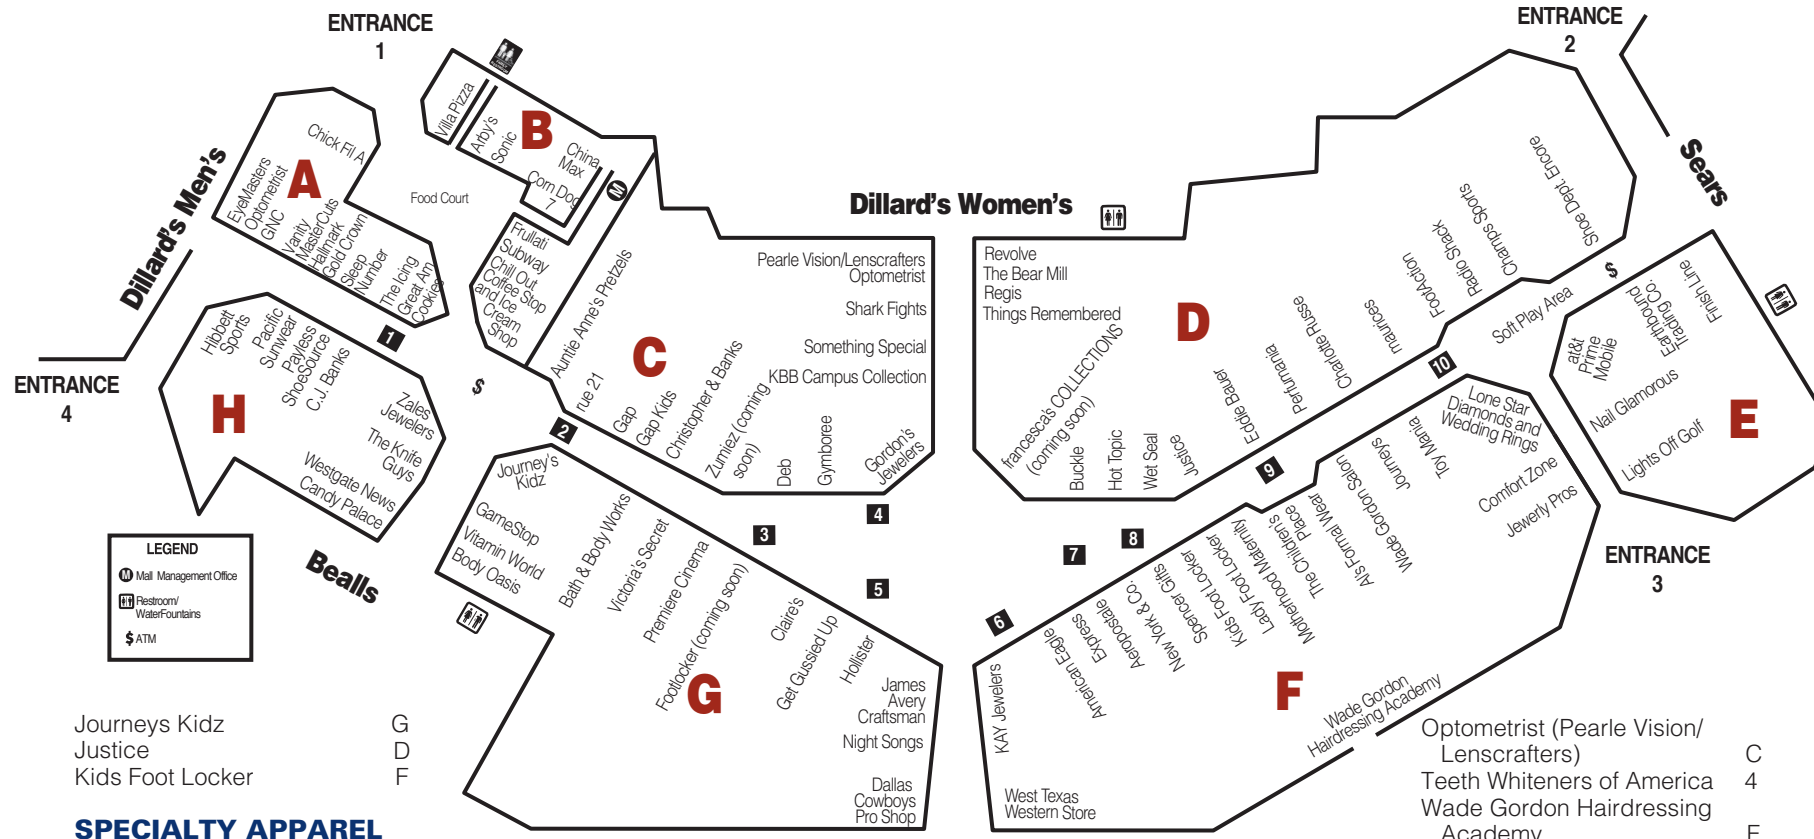 ENTRANCE
1
ENTRANCE
2
Dillard's Men's
Dillard's Women's
Sears
Bealls
ENTRANCE
4
ENTRANCE
3
A
Chick Fil A
EyeMasters
Optometrist
GNC
Vanity
MasterCuts
Hallmark
Gold Crown
Sleep
Number
The Icing
Great Am
Cookies
Food Court
B
Villa Pizza
Arby's
Sonic
China
Max
Corn Dog
7
M
Frullati
Subway
Chill Out
Coffee Stop
and Ice
Cream
Shop
C
Auntie Anne's Pretzels
rue 21
Gap
Gap Kids
Christopher & Banks
Zumiez (coming
soon)
Deb
Gymboree
Gordon's
Jewelers
Pearle Vision/Lenscrafters
Optometrist
Shark Fights
Something Special
KBB Campus Collection
D
Revolve
The Bear Mill
Regis
Things Remembered
francesca's COLLECTIONS
(coming soon)
Buckle
Hot Topic
Wet Seal
Justice
Eddie Bauer
Perfumania
Charlotte Russe
maurices
FootAction
Radio Shack
Champs Sports
Shoe Dept. Encore
$
Soft Play Area
E
at&t
Prime
Mobile
Earthbound
Trading Co.
Finish Line
Nail Glamorous
Lights Off Golf
F
KAY Jewelers
American Eagle
Express
Aeropostale
New York & Co.
Spencer Gifts
Kids Foot Locker
Lady Foot Locker
Motherhood Maternity
The Children's
Place
Al's Formal Wear
Wade Gordon Salon
Journeys
Toy Mania
Lone Star
Diamonds and
Wedding Rings
Comfort Zone
Jewerly Pros
Wade Gordon
Hairdressing Academy
West Texas
Western Store
G
Journey's
Kidz
GameStop
Vitamin World
Body Oasis
Bath & Body Works
Victoria's Secret
Premiere Cinema
Footlocker (coming soon)
Claire's
Get Gussied Up
Hollister
James
Avery
Craftsman
Night Songs
Dallas
Cowboys
Pro Shop
H
Hibbett
Sports
Pacific
Sunwear
Payless
ShoeSource
C.J. Banks
Zales
Jewelers
The Knife
Guys
Westgate News
Candy Palace
$
1
2
3
4
5
6
7
8
9
10
LEGEND
M Mall Management Office
Restroom/
WaterFountains
$ ATM
Journeys Kidz G
Justice D
Kids Foot Locker F
SPECIALTY APPAREL
Optometrist (Pearle Vision/
Lenscrafters) C
Teeth Whiteners of America 4
Wade Gordon Hairdressing
Academy F